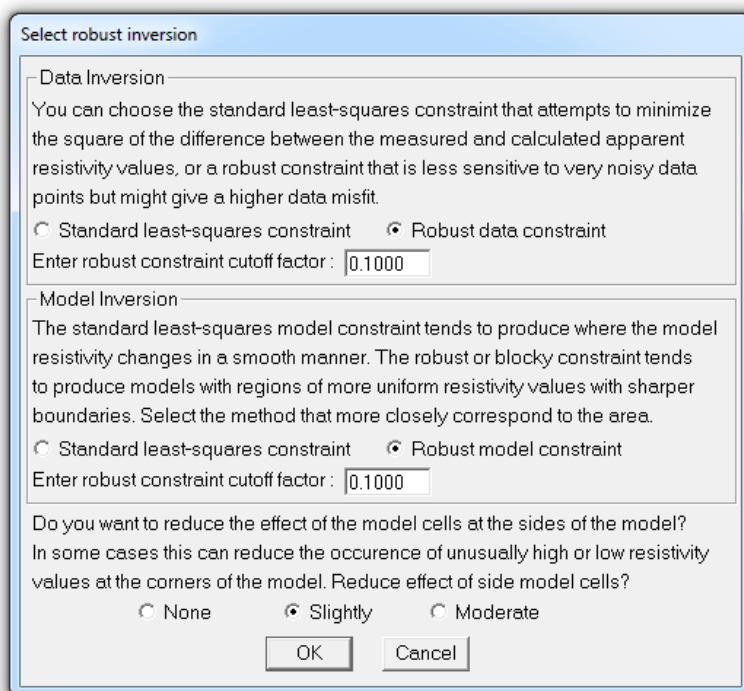 Select robust inversion
Data Inversion
You can choose the standard least-squares constraint that attempts to minimize
the square of the difference between the measured and calculated apparent
resistivity values, or a robust constraint that is less sensitive to very noisy data
points but might give a higher data misfit.
Standard least-squares constraint Robust data constraint
Enter robust constraint cutoff factor : 0.1000
Model Inversion
The standard least-squares model constraint tends to produce where the model
resistivity changes in a smooth manner. The robust or blocky constraint tends
to produce models with regions of more uniform resistivity values with sharper
boundaries. Select the method that more closely correspond to the area.
Standard least-squares constraint Robust model constraint
Enter robust constraint cutoff factor : 0.1000
Do you want to reduce the effect of the model cells at the sides of the model?
In some cases this can reduce the occurence of unusually high or low resistivity
values at the corners of the model. Reduce effect of side model cells?
None Slightly Moderate
OK Cancel